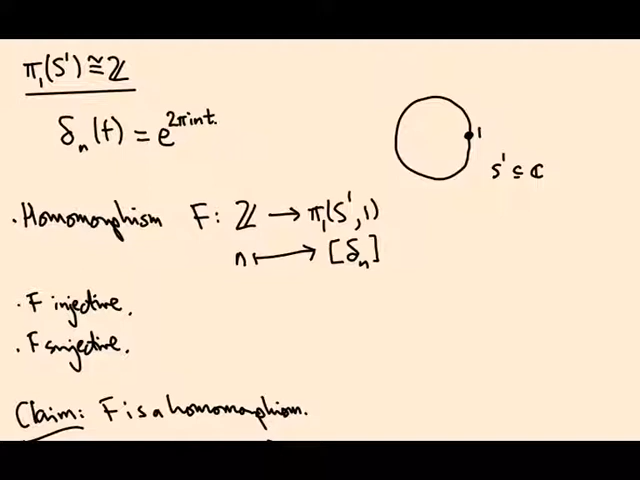 π₁(S¹) ≅ ℤ
δₙ(t) = e^{2πint}.
1
S¹ ⊆ ℂ
· Homomorphism F: ℤ → π₁(S¹, 1)
n ⟼ [δₙ]
· F injective.
· F surjective.
Claim: F is a homomorphism.